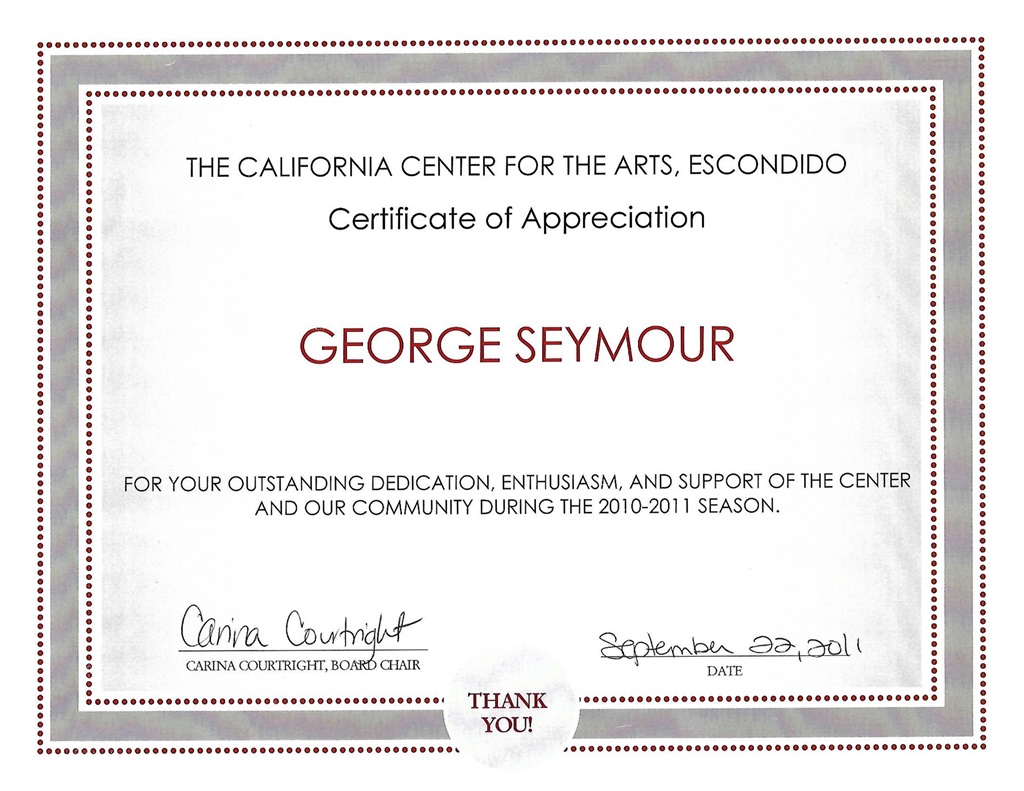 THE CALIFORNIA CENTER FOR THE ARTS, ESCONDIDO
Certificate of Appreciation
GEORGE SEYMOUR
FOR YOUR OUTSTANDING DEDICATION, ENTHUSIASM, AND SUPPORT OF THE CENTER
AND OUR COMMUNITY DURING THE 2010-2011 SEASON.
Carina Courtright
CARINA COURTRIGHT, BOARD CHAIR
September 22, 2011
DATE
THANK
YOU!